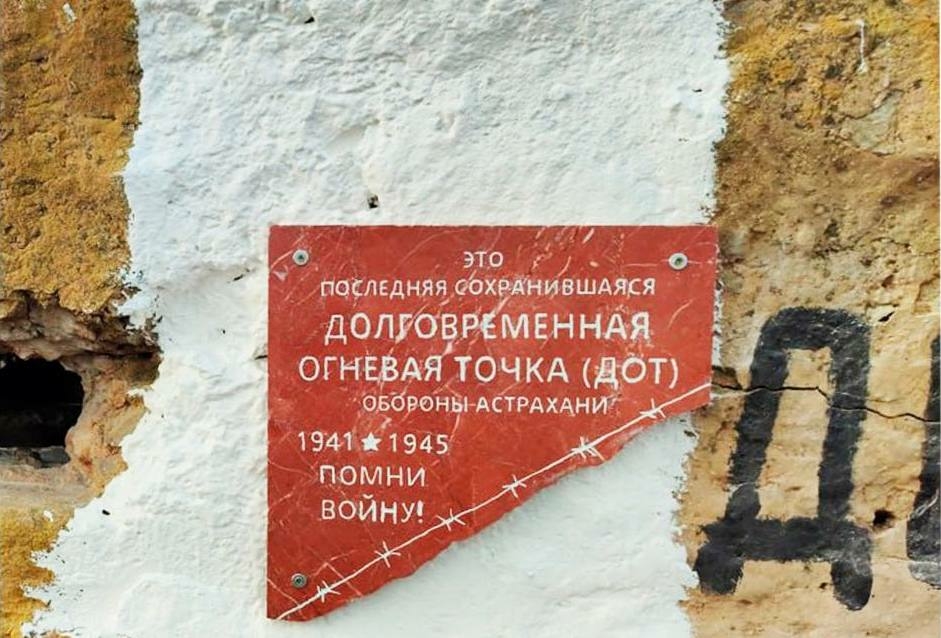 ЭТО
ПОСЛЕДНЯЯ СОХРАНИВШАЯСЯ
ДОЛГОВРЕМЕННАЯ
ОГНЕВАЯ ТОЧКА (ДОТ)
ОБОРОНЫ АСТРАХАНИ
1941★1945
ПОМНИ
ВОЙНУ!
Д